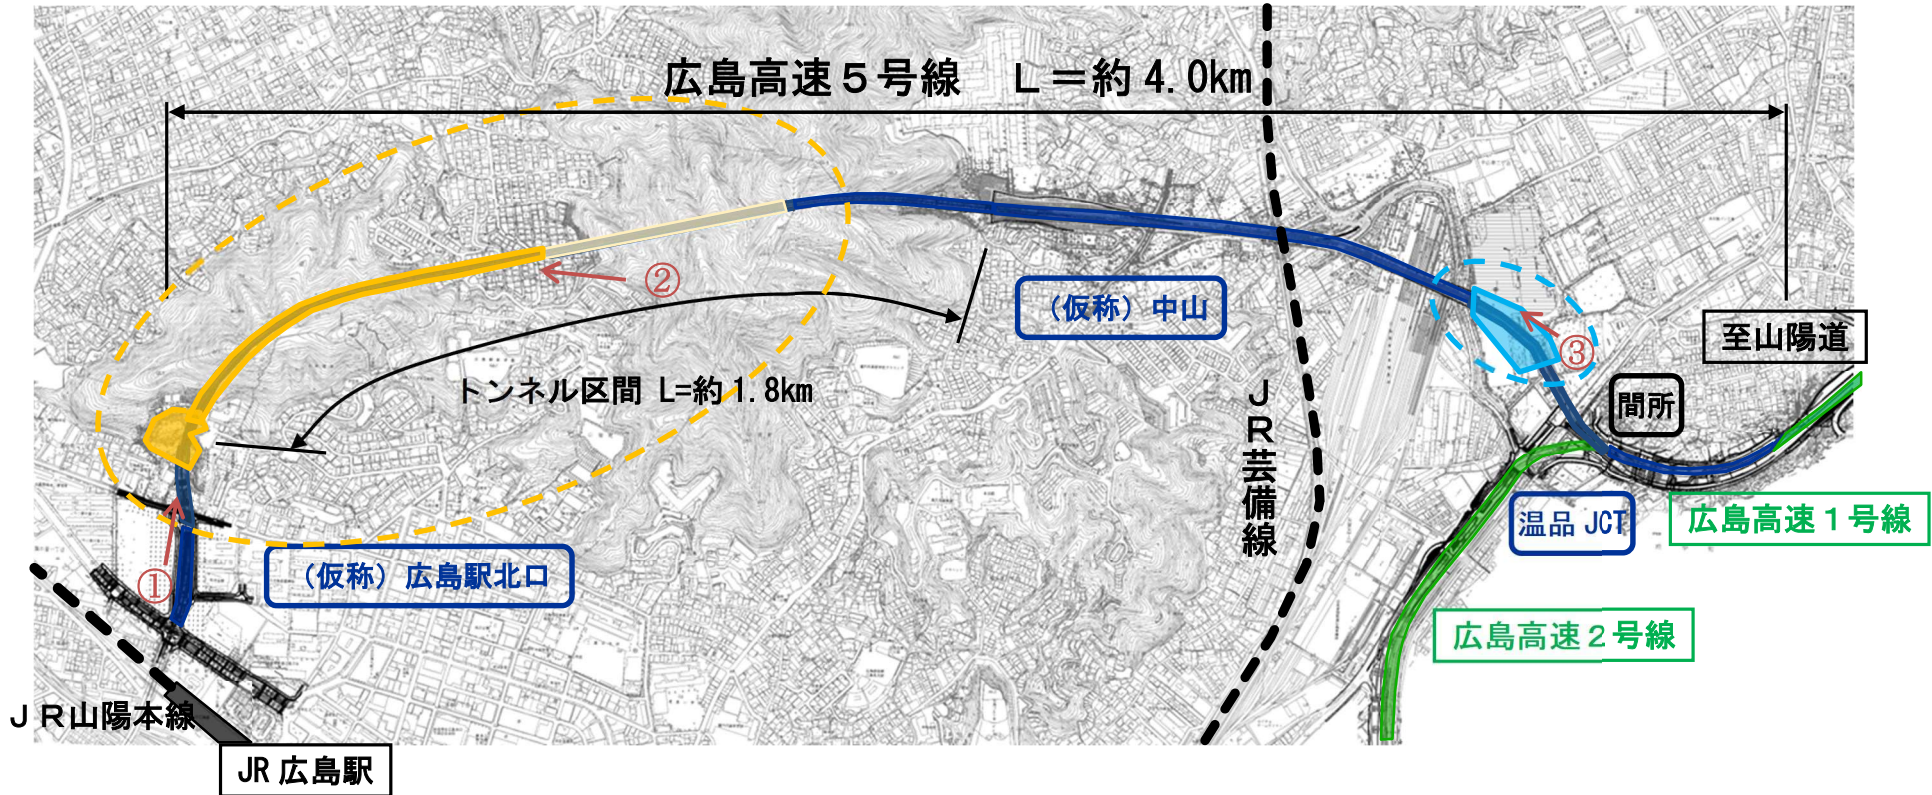 広島高速５号線　Ｌ＝約4.0km
②
（仮称）中山
③
至山陽道
トンネル区間 L=約1.8km
ＪＲ芸備線
間所
温品 JCT
広島高速１号線
①
（仮称）広島駅北口
広島高速２号線
ＪＲ山陽本線
JR 広島駅